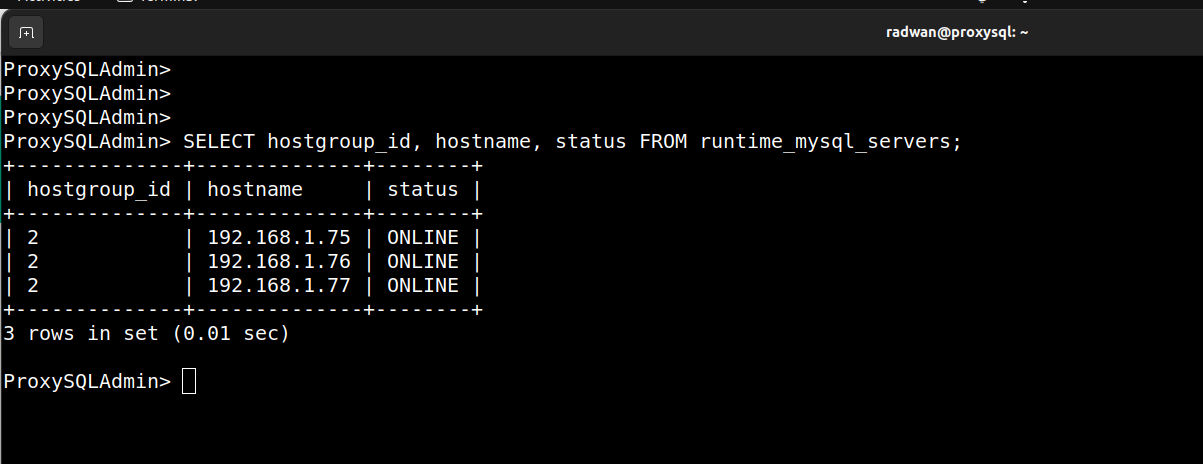 radwan@proxysql: ~
ProxySQLAdmin>
ProxySQLAdmin>
ProxySQLAdmin>
ProxySQLAdmin> SELECT hostgroup_id, hostname, status FROM runtime_mysql_servers;
+--------------+--------------+--------+
| hostgroup_id | hostname     | status |
+--------------+--------------+--------+
| 2            | 192.168.1.75 | ONLINE |
| 2            | 192.168.1.76 | ONLINE |
| 2            | 192.168.1.77 | ONLINE |
+--------------+--------------+--------+
3 rows in set (0.01 sec)
ProxySQLAdmin>